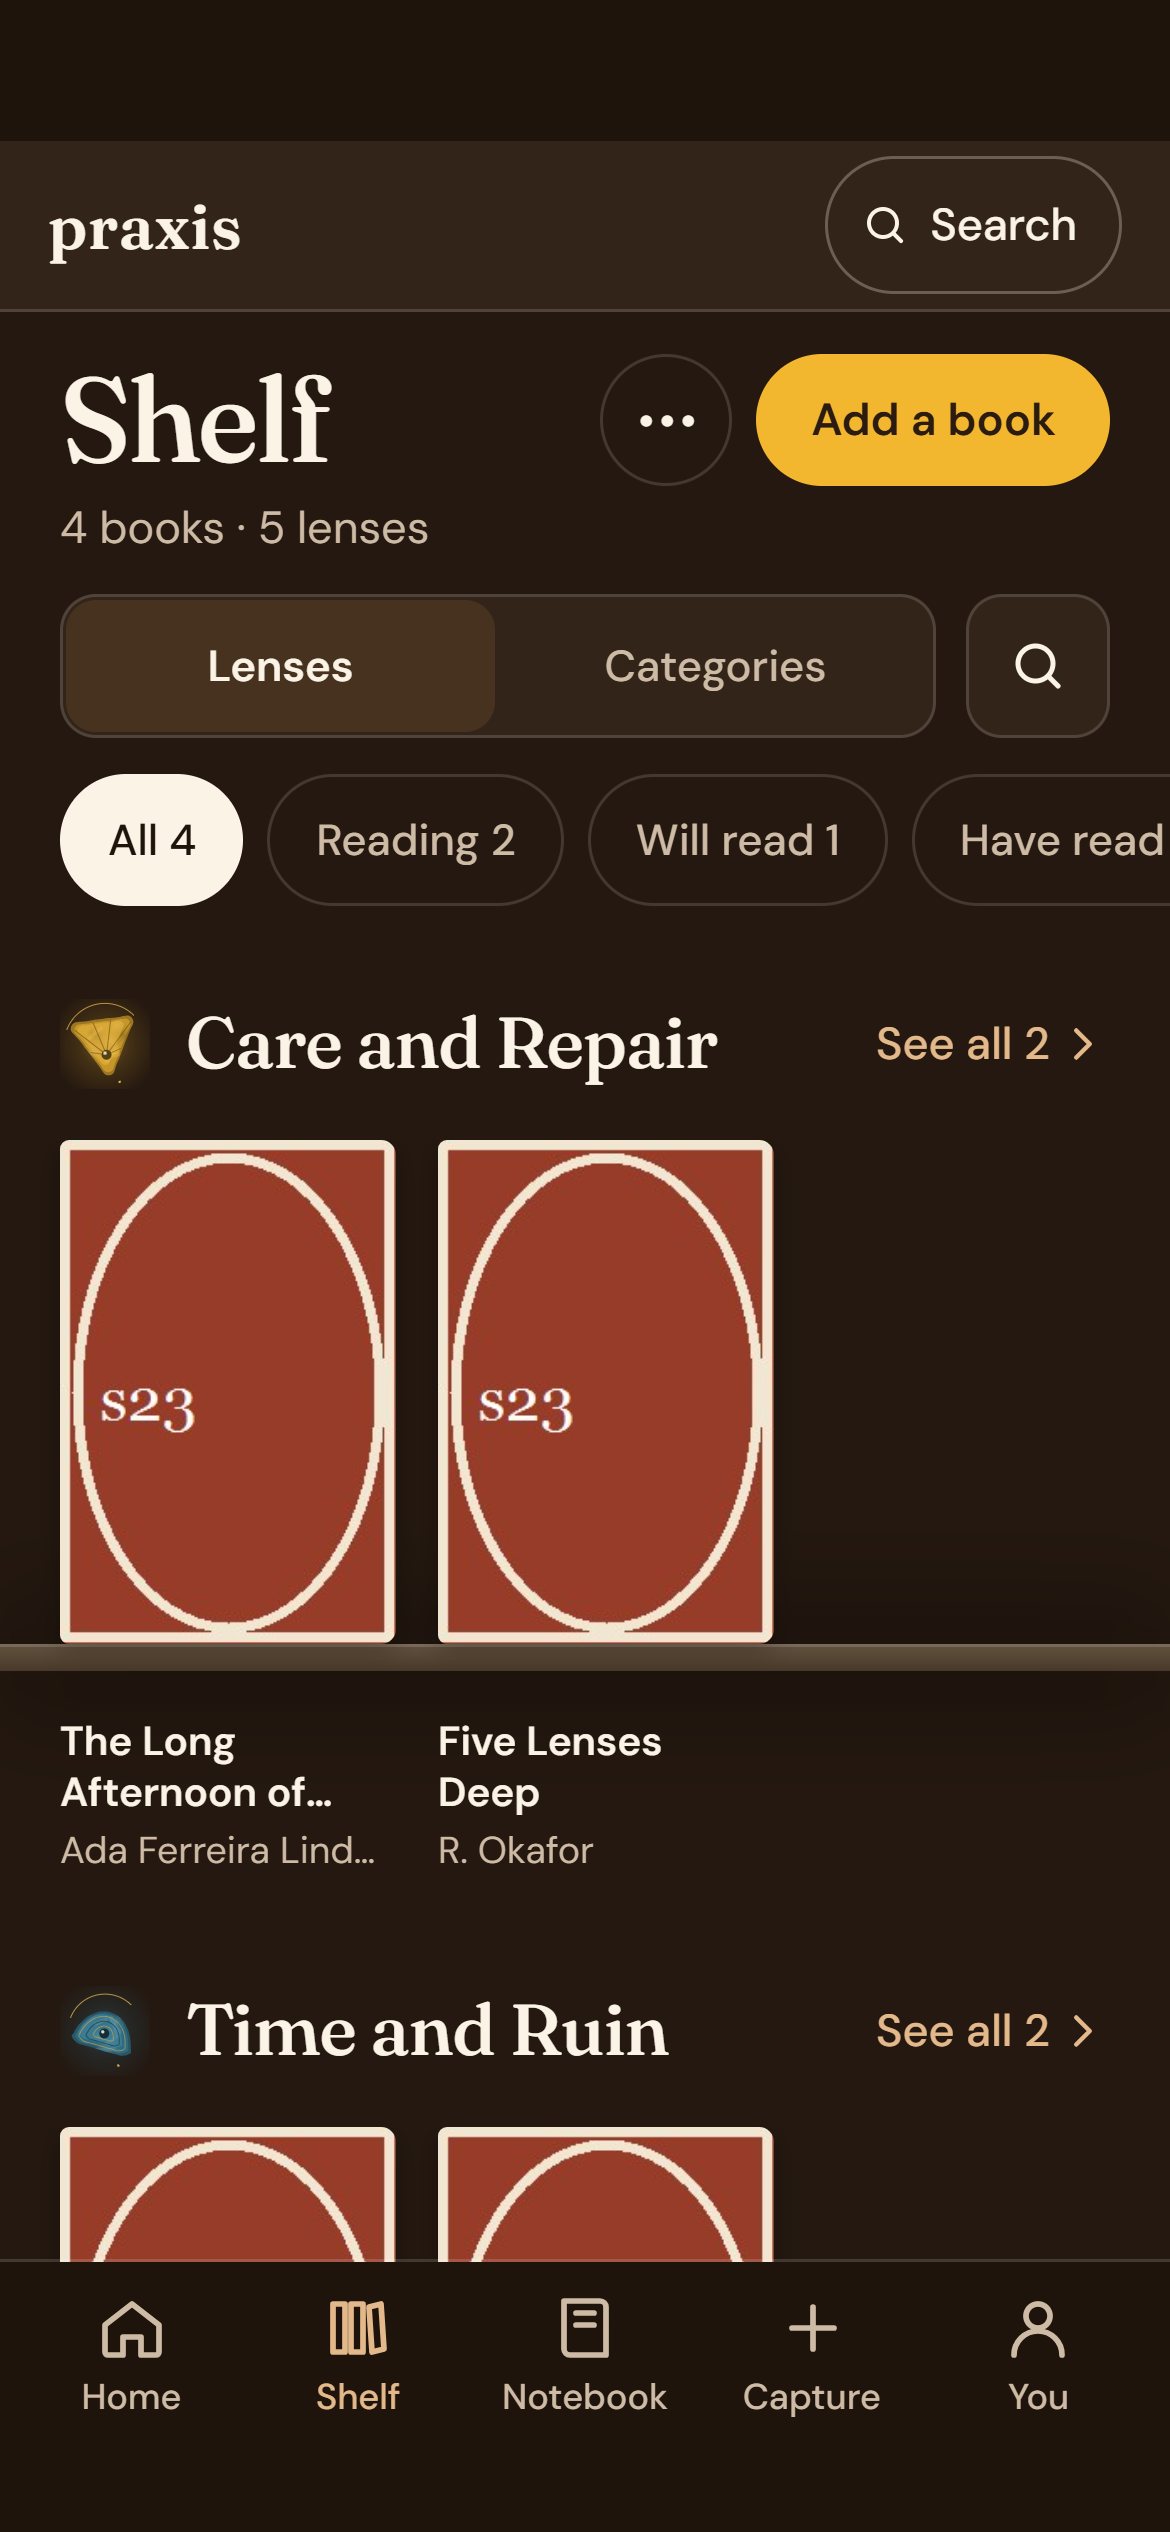 praxis
Search
Shelf
Add a book
4 books · 5 lenses
Lenses
Categories
All 4
Reading 2
Will read 1
Have read
Care and Repair
See all 2
s23
s23
The Long
Afternoon of...
Ada Ferreira Lind...
Five Lenses
Deep
R. Okafor
Time and Ruin
See all 2
Home
Shelf
Notebook
Capture
You